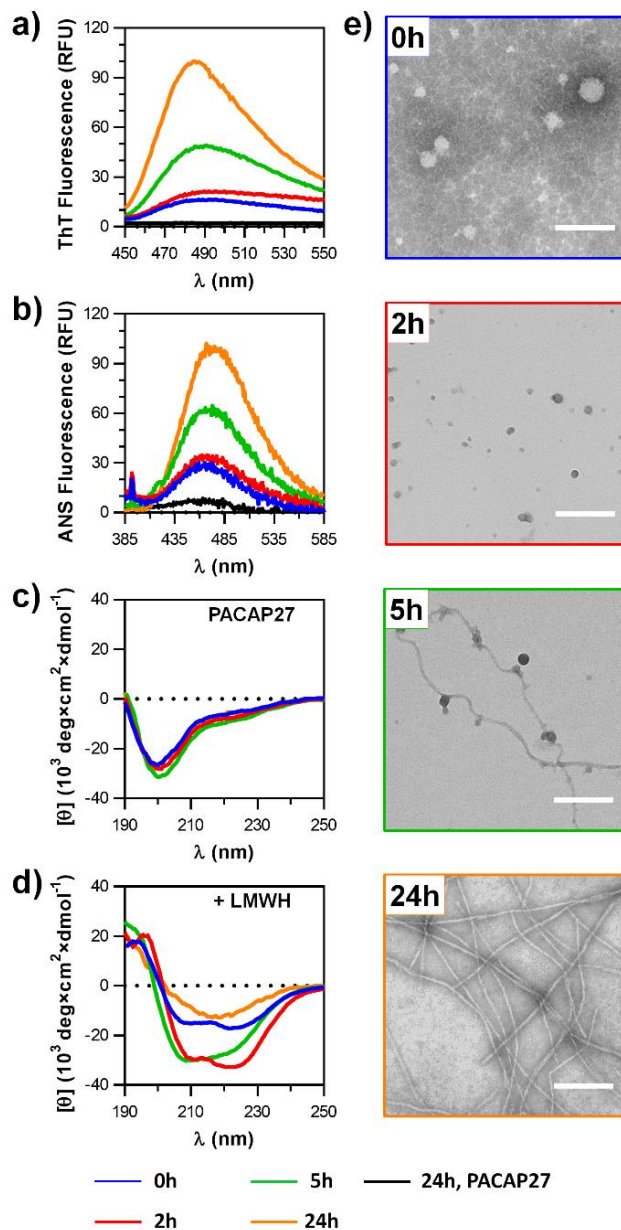 a)
ThT Fluorescence (RFU)
120
90
60
30
0
450 470 490 510 530 550
λ (nm)
b)
ANS Fluorescence (RFU)
120
90
60
30
0
385 435 485 535 585
λ (nm)
c)
PACAP27
[θ] (10³ deg×cm²×dmol⁻¹)
40
20
0
-20
-40
190 210 230 250
λ (nm)
d)
+ LMWH
[θ] (10³ deg×cm²×dmol⁻¹)
40
20
0
-20
-40
190 210 230 250
λ (nm)
e)
0h
2h
5h
24h
0h 5h 24h, PACAP27
2h 24h